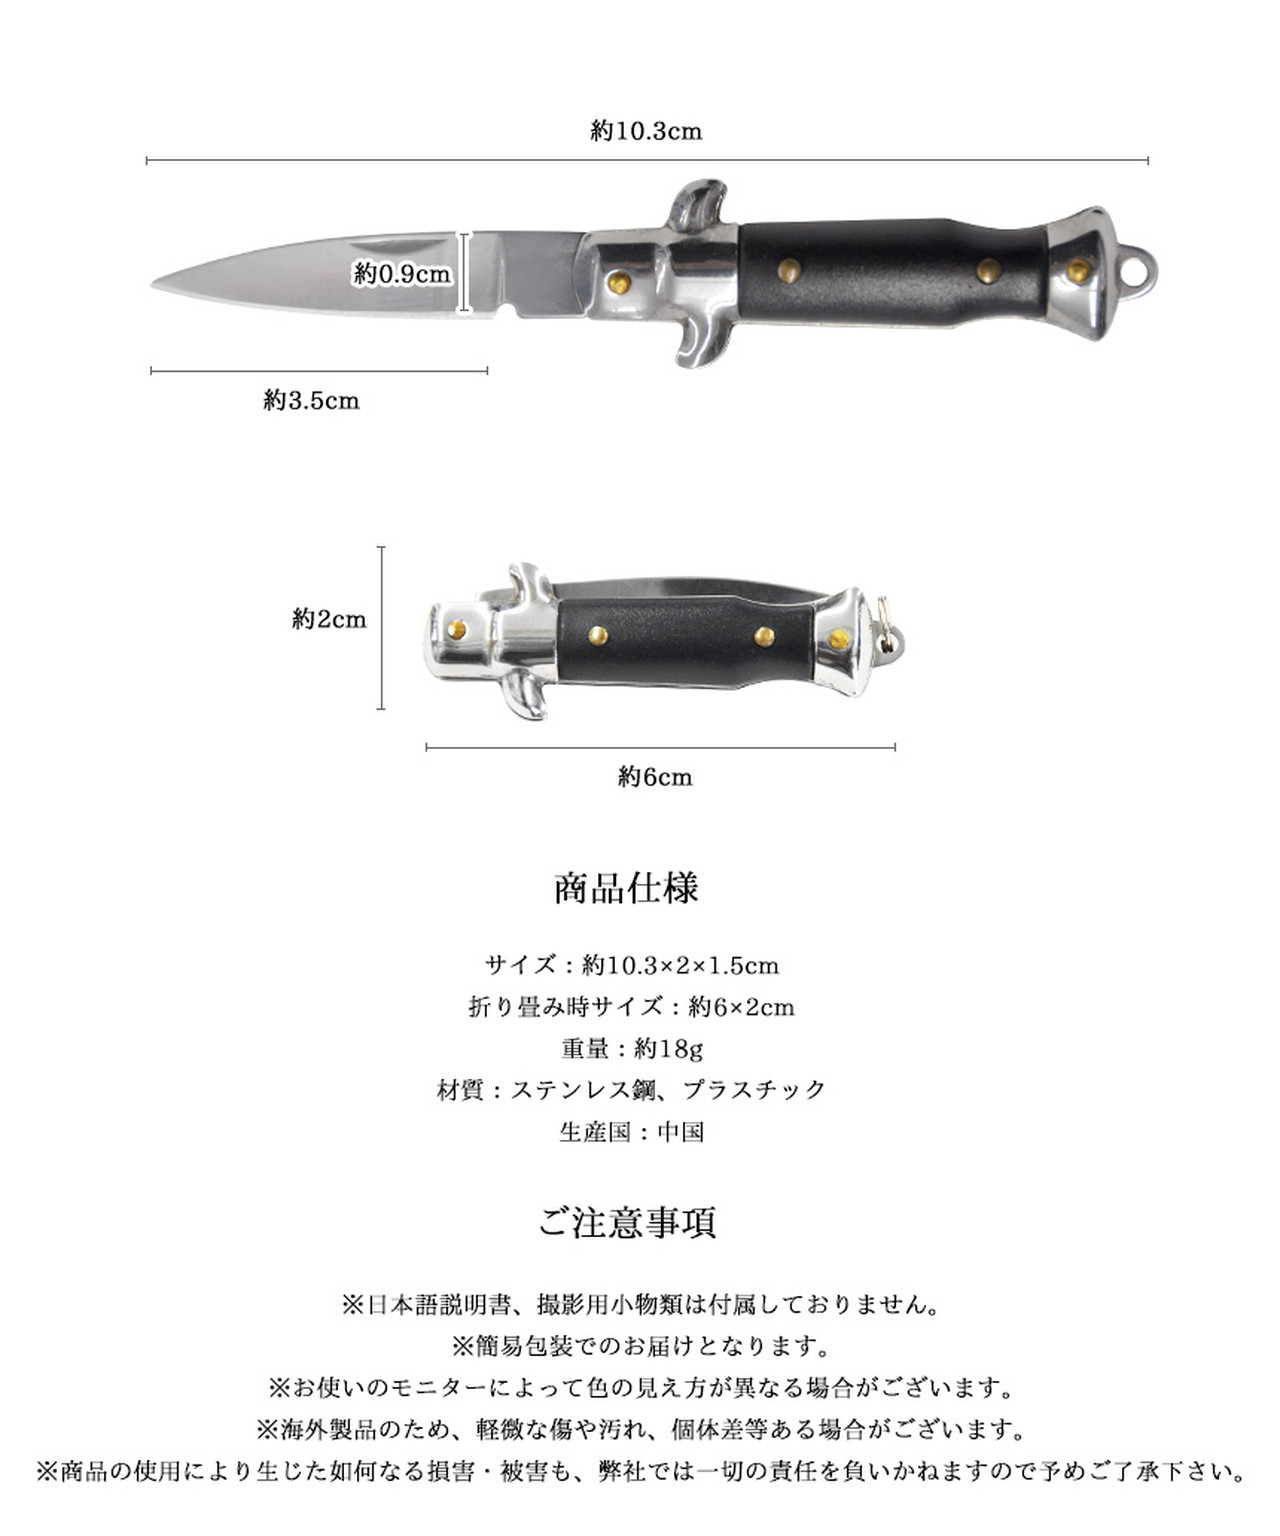 約10.3cm
約0.9cm
約3.5cm
約2cm
約6cm
商品仕様
サイズ：約10.3×2×1.5cm
折り畳み時サイズ：約6×2cm
重量：約18g
材質：ステンレス鋼、プラスチック
生産国：中国
ご注意事項
※日本語説明書、撮影用小物類は付属しておりません。
※簡易包装でのお届けとなります。
※お使いのモニターによって色の見え方が異なる場合がございます。
※海外製品のため、軽微な傷や汚れ、個体差等ある場合がございます。
※商品の使用により生じた如何なる損害・被害も、弊社では一切の責任を負いかねますので予めご了承下さい。